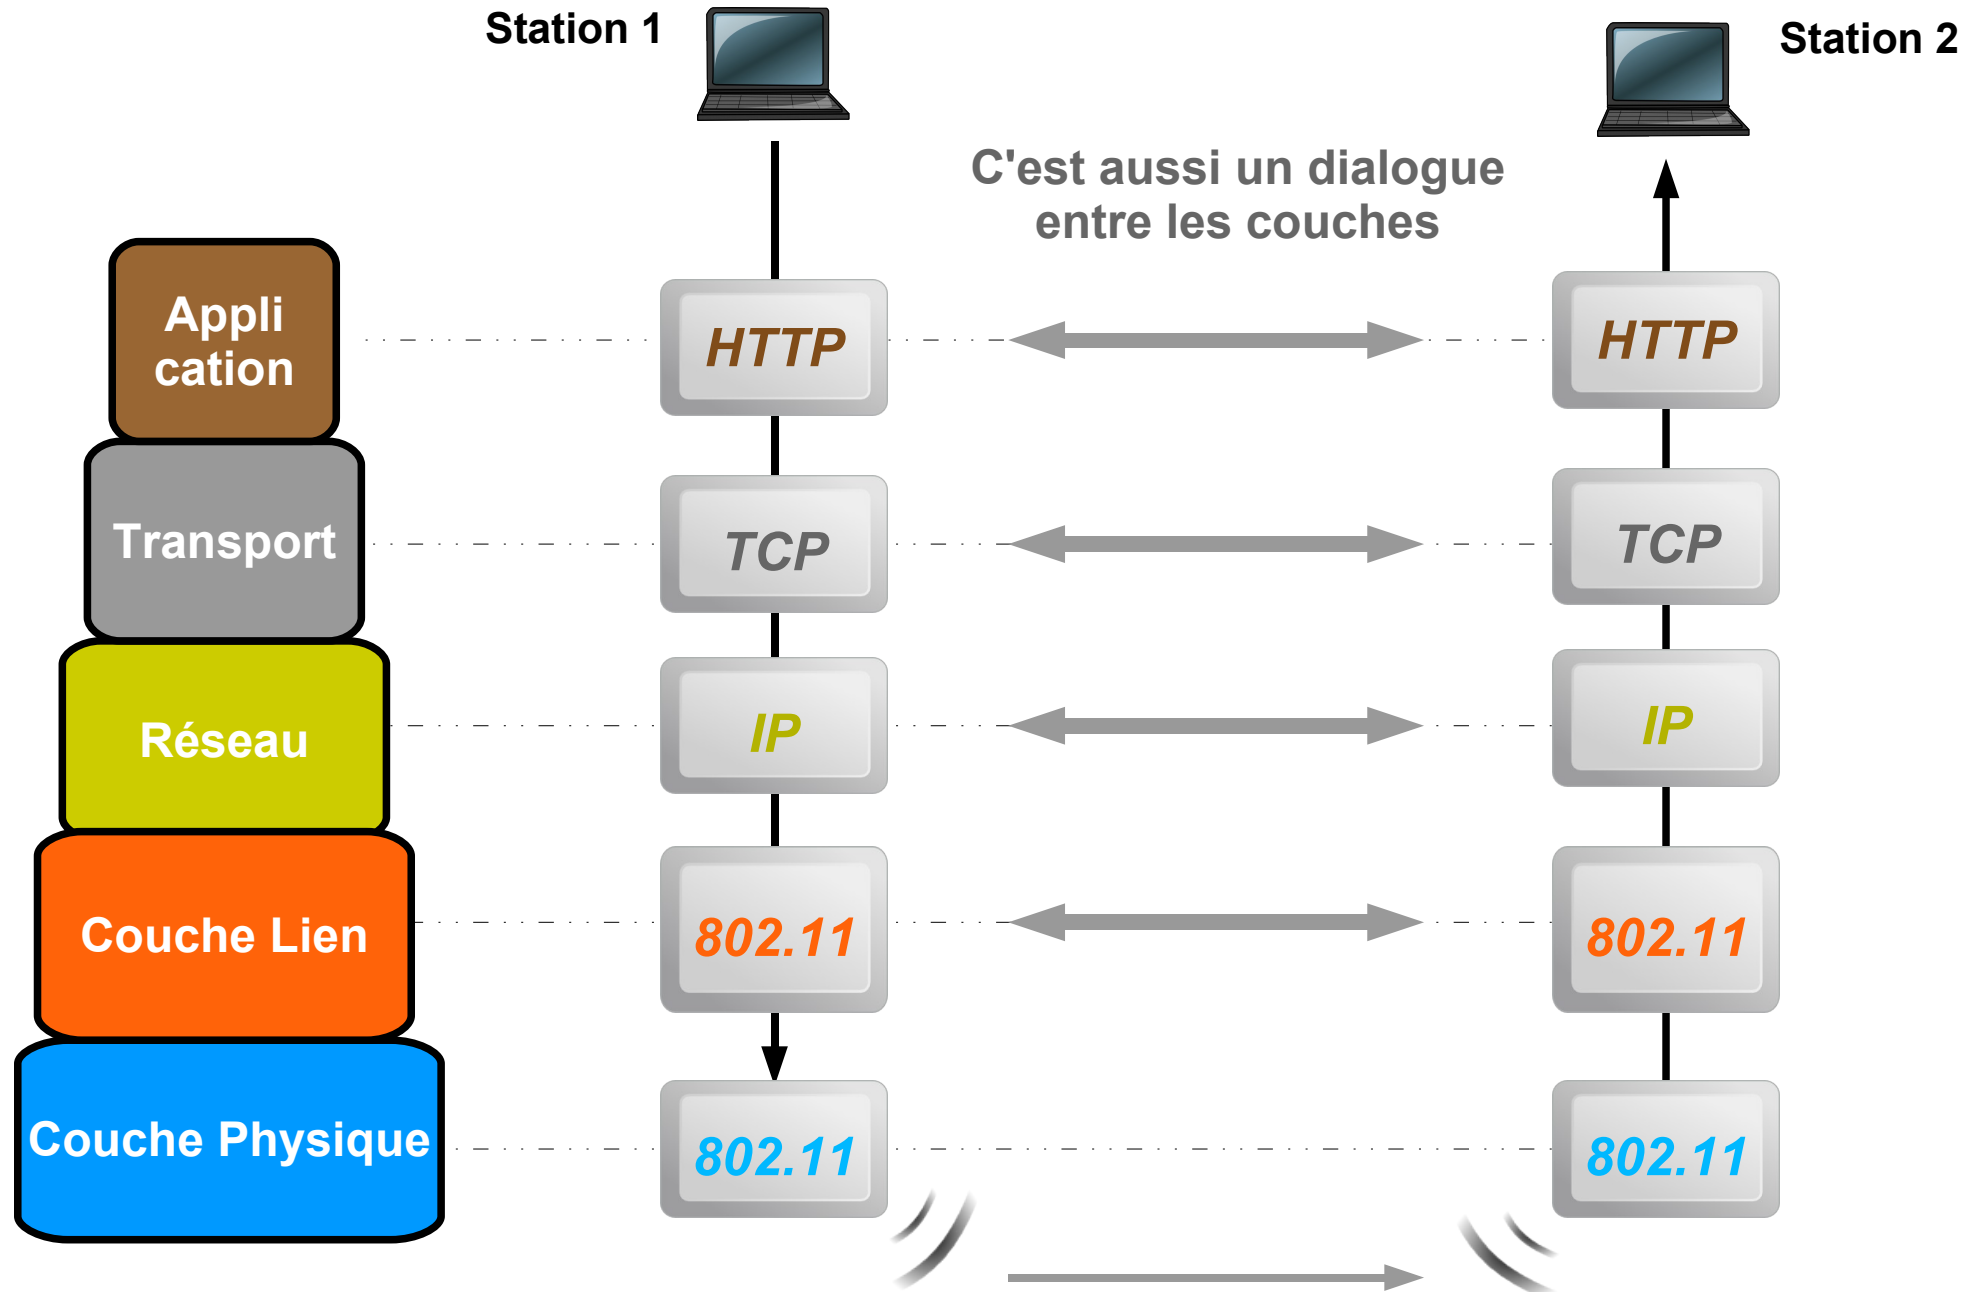 Station 1
Station 2
C'est aussi un dialogue
entre les couches
Appli
cation
HTTP
HTTP
Transport
TCP
TCP
Réseau
IP
IP
Couche Lien
802.11
802.11
Couche Physique
802.11
802.11